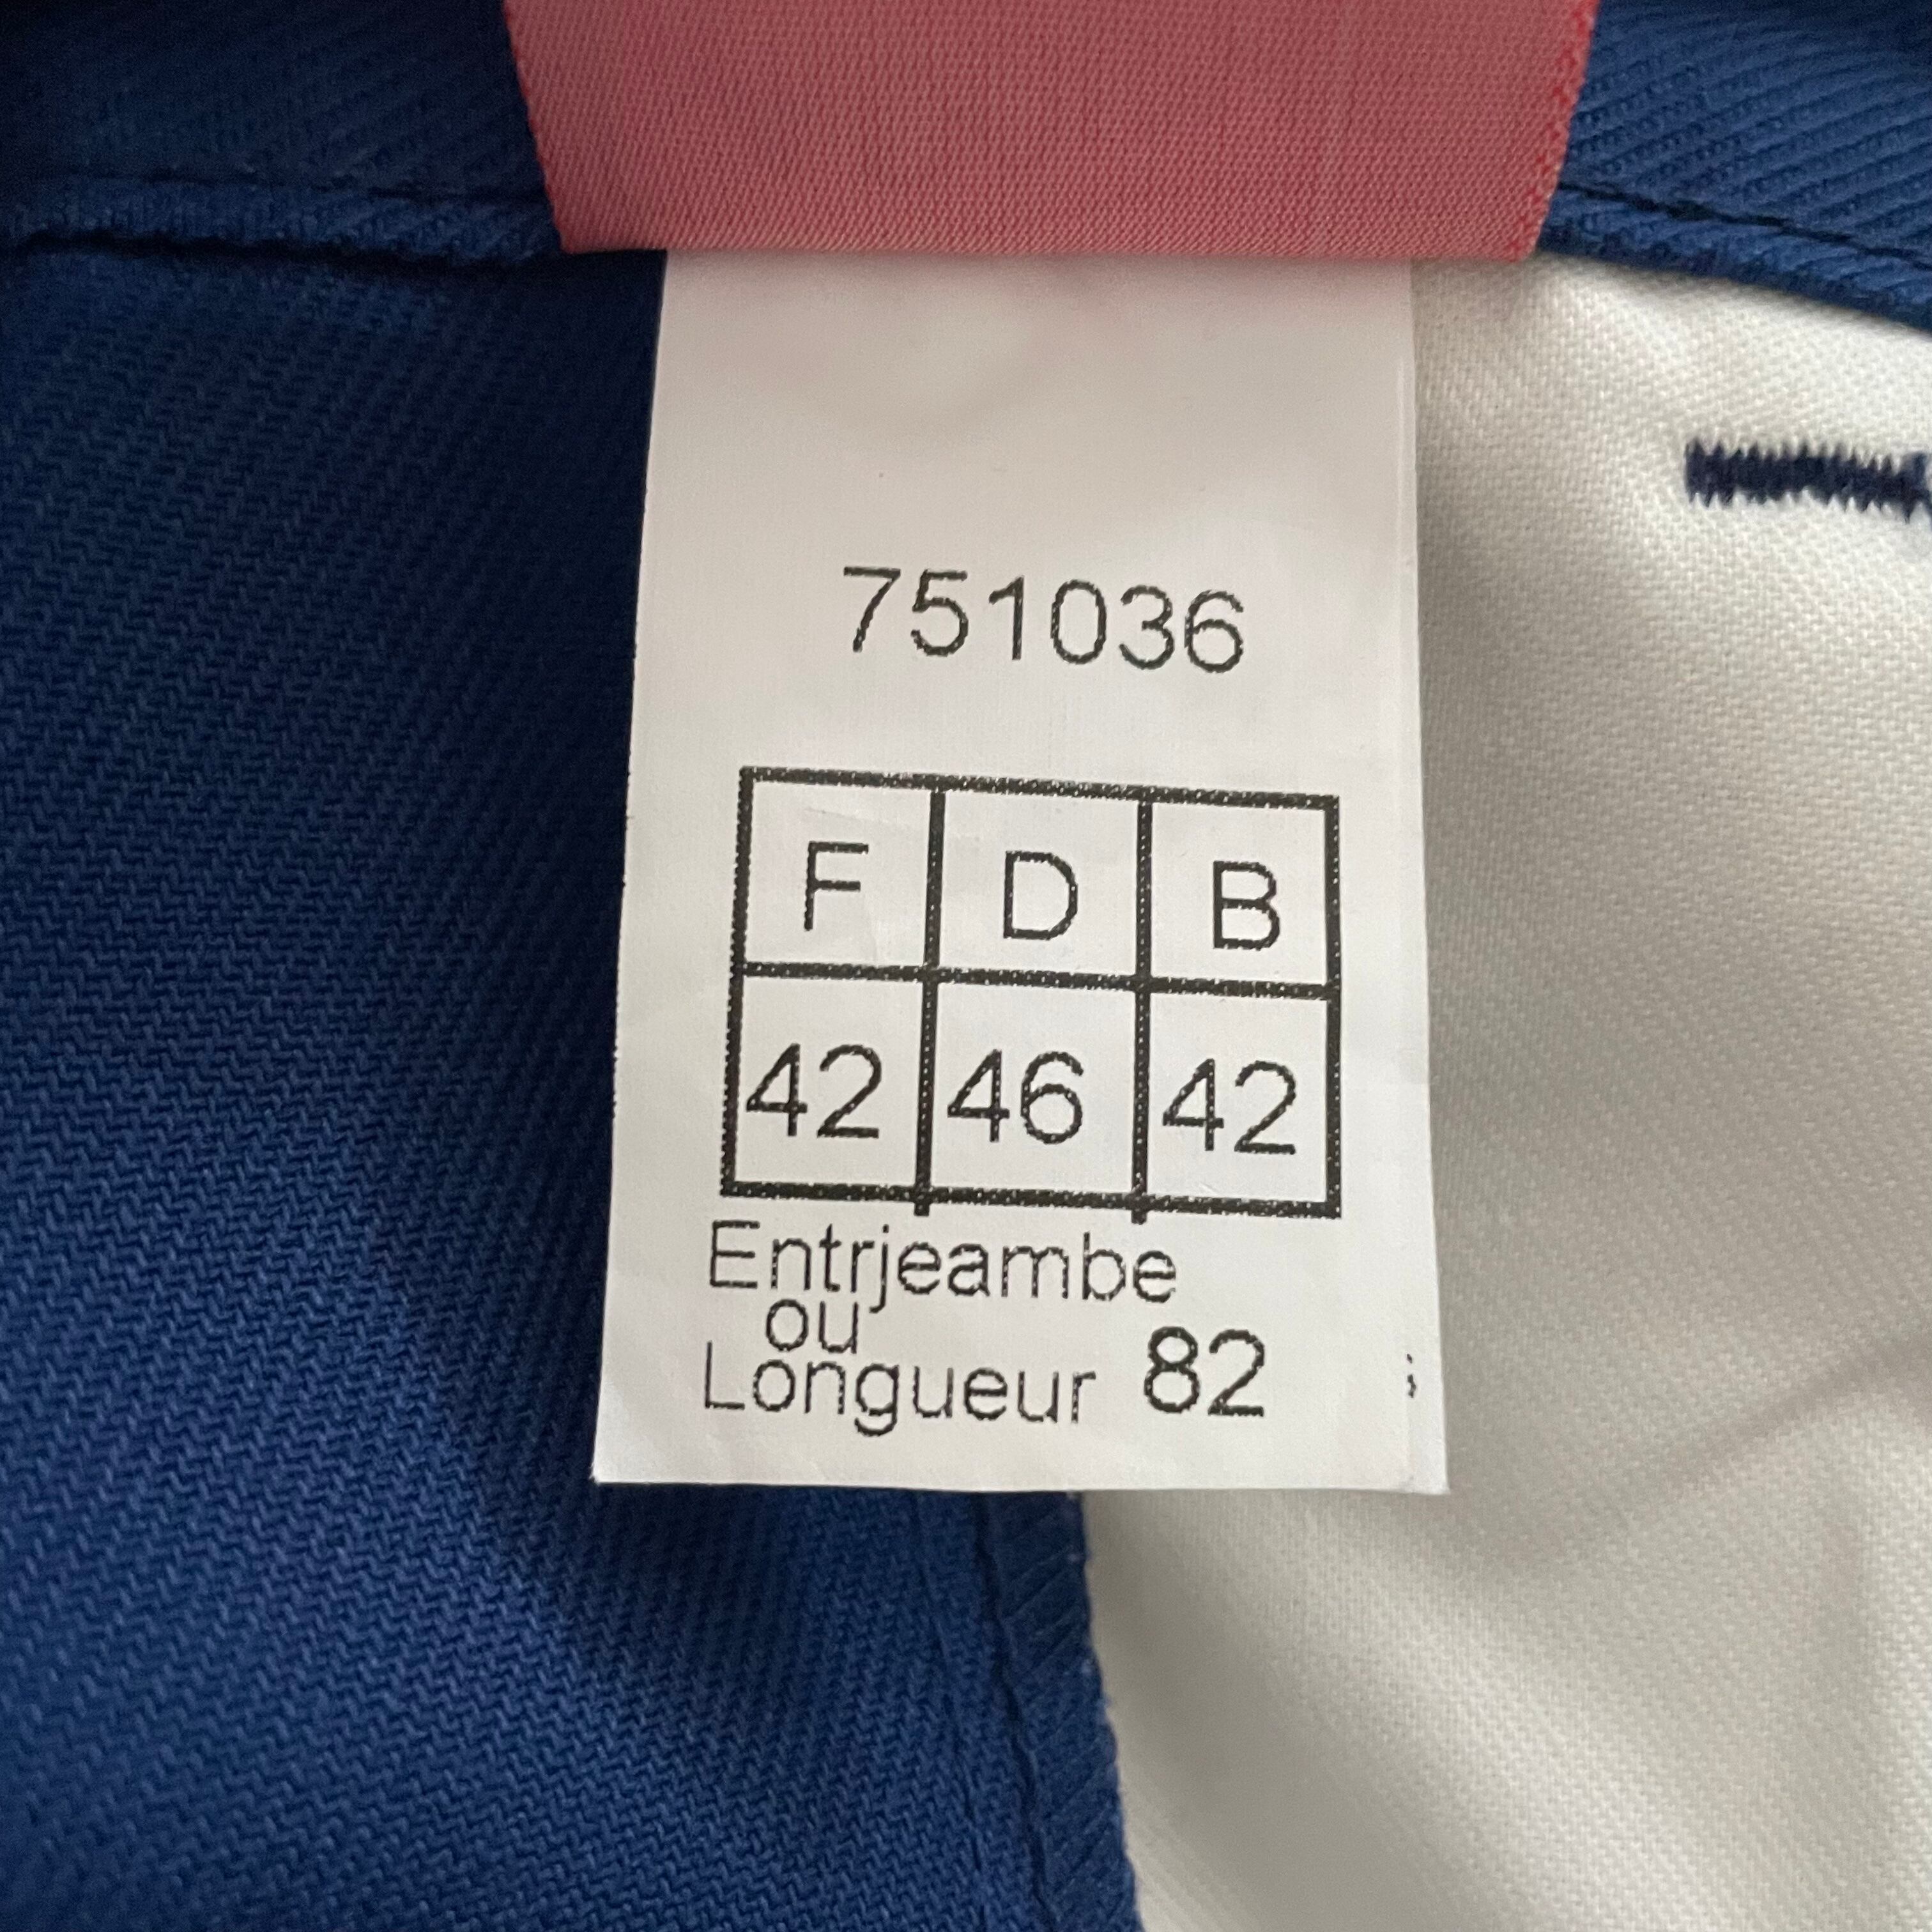 751036
F D B
42 46 42
Entrjeambe
ou
Longueur 82